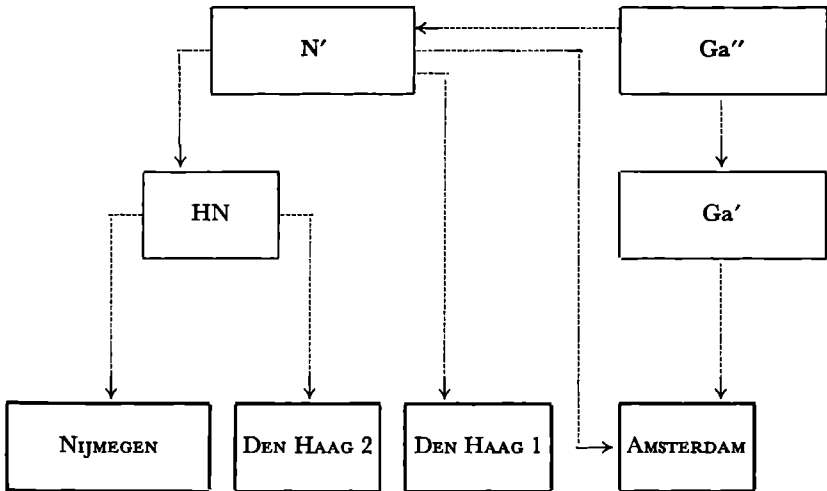 N′
Ga′′
HN
Ga′
Nijmegen
Den Haag 2
Den Haag 1
Amsterdam